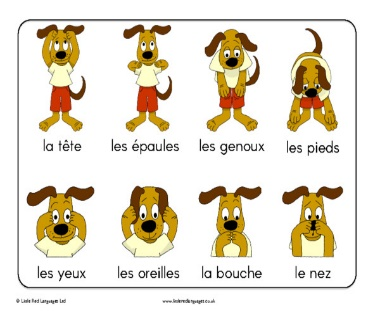 la tête les épaules les genoux les pieds
les yeux les oreilles la bouche le nez
© Little Red Languages Ltd www.littleredlanguages.co.uk